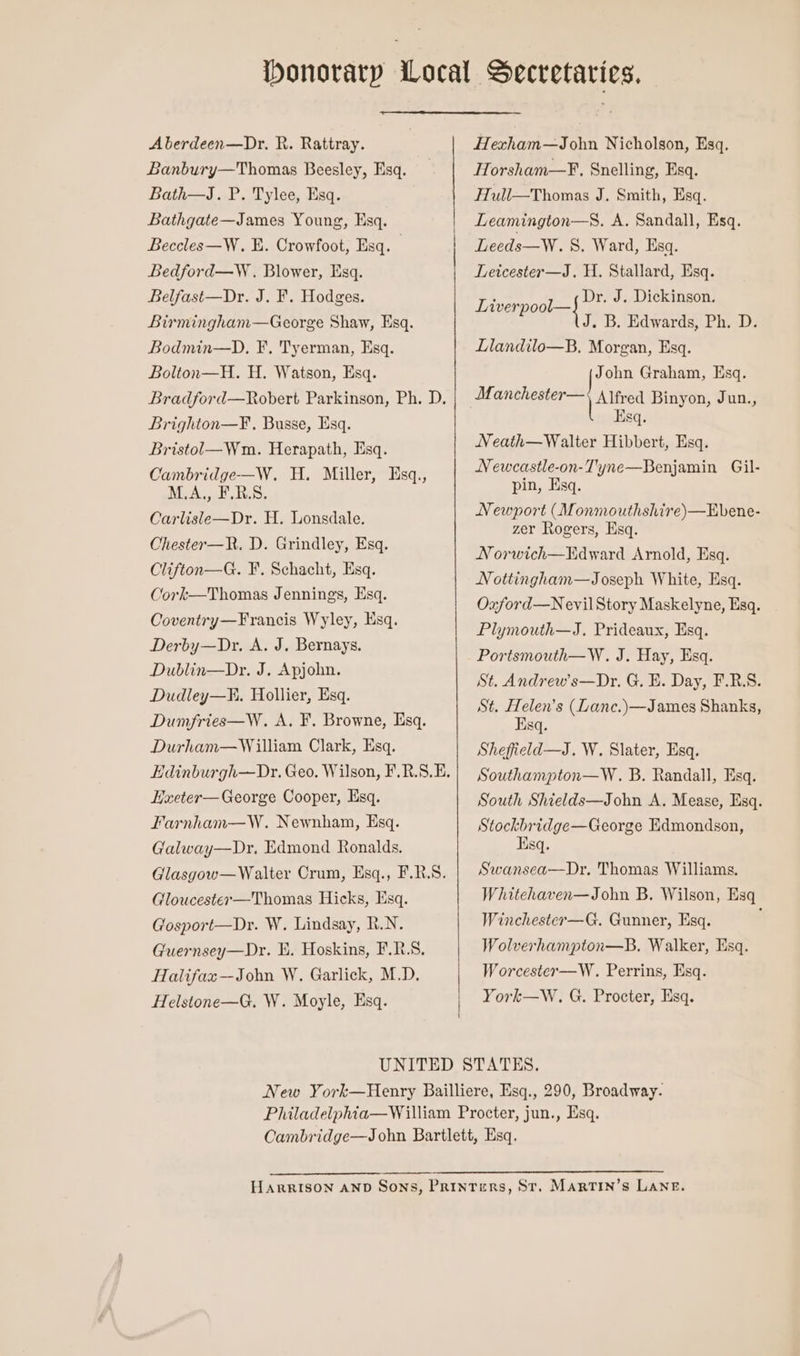 Honorary Local Secretaries.
Aberdeen—Dr. R. Rattray.
Banbury—Thomas Beesley, Esq.
Bath—J. P. Tylee, Esq.
Bathgate—James Young, Esq.
Beccles—W. E. Crowfoot, Esq.
Bedford—W. Blower, Esq.
Belfast—Dr. J. F. Hodges.
Birmingham—George Shaw, Esq.
Bodmin—D. F. Tyerman, Esq.
Bolton—H. H. Watson, Esq.
Bradford—Robert Parkinson, Ph. D.
Brighton—F. Busse, Esq.
Bristol—Wm. Herapath, Esq.
Cambridge—W. H. Miller, Esq.,
M.A., F.R.S.
Carlisle—Dr. H. Lonsdale.
Chester—R. D. Grindley, Esq.
Clifton—G. F. Schacht, Esq.
Cork—Thomas Jennings, Esq.
Coventry—Francis Wyley, Esq.
Derby—Dr. A. J. Bernays.
Dublin—Dr. J. Apjohn.
Dudley—E. Hollier, Esq.
Dumfries—W. A. F. Browne, Esq.
Durham—William Clark, Esq.
Edinburgh—Dr. Geo. Wilson, F.R.S.E.
Exeter—George Cooper, Esq.
Farnham—W. Newnham, Esq.
Galway—Dr. Edmond Ronalds.
Glasgow—Walter Crum, Esq., F.R.S.
Gloucester—Thomas Hicks, Esq.
Gosport—Dr. W. Lindsay, R.N.
Guernsey—Dr. E. Hoskins, F.R.S.
Halifax—John W. Garlick, M.D.
Helstone—G. W. Moyle, Esq.
Hexham—John Nicholson, Esq.
Horsham—F. Snelling, Esq.
Hull—Thomas J. Smith, Esq.
Leamington—S. A. Sandall, Esq.
Leeds—W. S. Ward, Esq.
Leicester—J. H. Stallard, Esq.
Liverpool—{Dr. J. Dickinson.
J. B. Edwards, Ph. D.
Llandilo—B. Morgan, Esq.
John Graham, Esq.
Manchester—{Alfred Binyon, Jun.,
Esq.
Neath—Walter Hibbert, Esq.
Newcastle-on-Tyne—Benjamin Gil-
pin, Esq.
Newport (Monmouthshire)—Ebene-
zer Rogers, Esq.
Norwich—Edward Arnold, Esq.
Nottingham—Joseph White, Esq.
Oxford—Nevil Story Maskelyne, Esq.
Plymouth—J. Prideaux, Esq.
Portsmouth—W. J. Hay, Esq.
St. Andrew's—Dr. G. E. Day, F.R.S.
St. Helen's (Lanc.)—James Shanks,
Esq.
Sheffield—J. W. Slater, Esq.
Southampton—W. B. Randall, Esq.
South Shields—John A. Mease, Esq.
Stockbridge—George Edmondson,
Esq.
Swansea—Dr. Thomas Williams.
Whitehaven—John B. Wilson, Esq.
Winchester—G. Gunner, Esq.
Wolverhampton—B. Walker, Esq.
Worcester—W. Perrins, Esq.
York—W. G. Procter, Esq.
UNITED STATES.
New York—Henry Bailliere, Esq., 290, Broadway.
Philadelphia—William Procter, jun., Esq.
Cambridge—John Bartlett, Esq.
HARRISON AND SONS, PRINTERS, ST. MARTIN'S LANE.